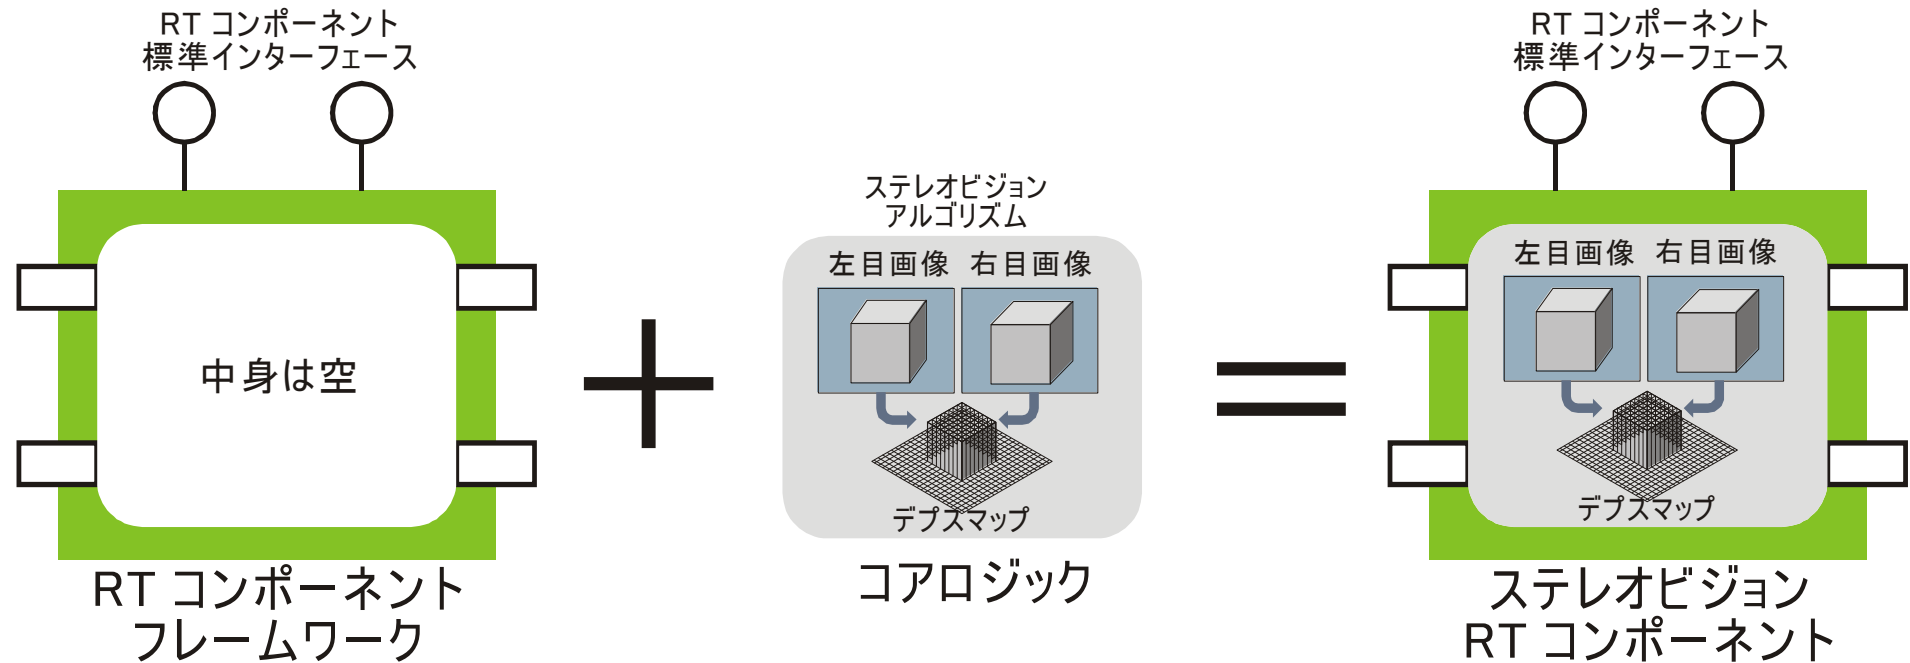 RT コンポーネント
標準インターフェース
中身は空
RT コンポーネント
フレームワーク
ステレオビジョン
アルゴリズム
左目画像 右目画像
デプスマップ
コアロジック
RT コンポーネント
標準インターフェース
左目画像 右目画像
デプスマップ
ステレオビジョン
RT コンポーネント